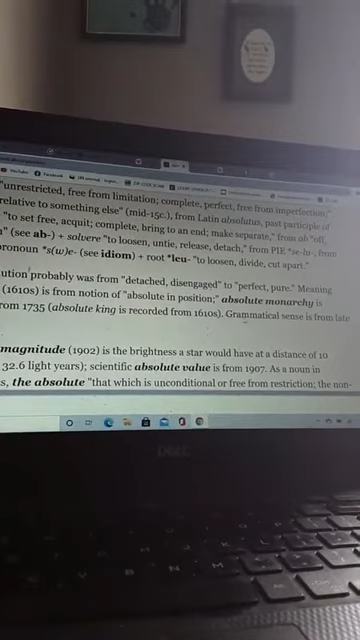 YouTube Facebook
"unrestricted, free from limitation; complete, perfect, free from imperfection;"
relative to something else" (mid-15c.), from Latin absolutus, past participle of
"to set free, acquit; complete, bring to an end; make separate," from ab "off,
" (see ab-) + solvere "to loosen, untie, release, detach," from PIE *se-lu-, from
pronoun *s(w)e- (see idiom) + root *leu- "to loosen, divide, cut apart."
ution probably was from "detached, disengaged" to "perfect, pure." Meaning
(1610s) is from notion of "absolute in position;" absolute monarchy is
rom 1735 (absolute king is recorded from 1610s). Grammatical sense is from late
magnitude (1902) is the brightness a star would have at a distance of 10
32.6 light years); scientific absolute value is from 1907. As a noun in
s, the absolute "that which is unconditional or free from restriction; the non-
DELL
V B N M